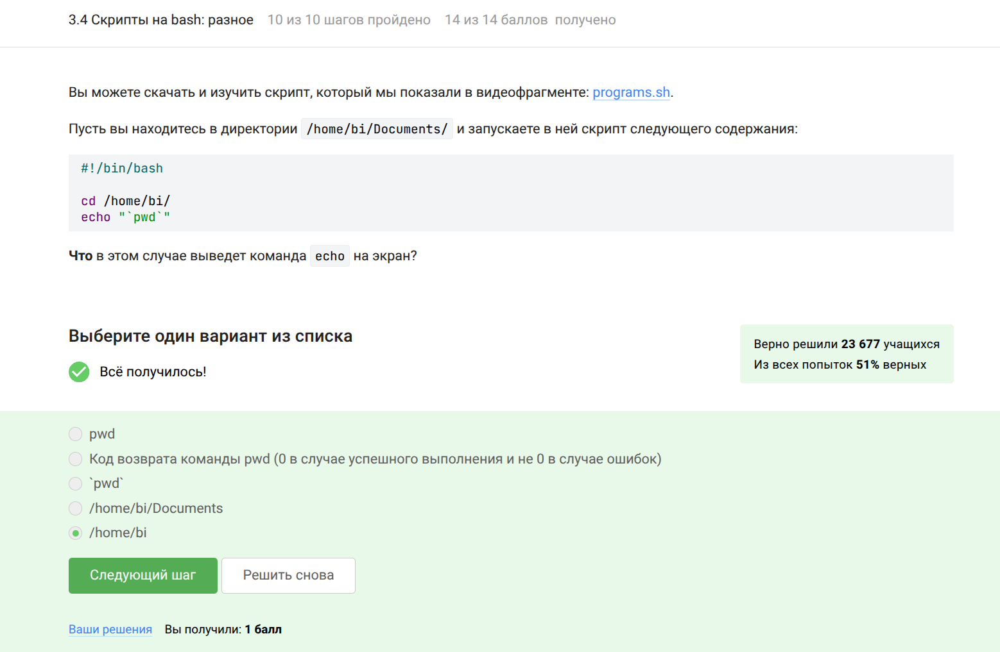 3.4 Скрипты на bash: разное 10 из 10 шагов пройдено 14 из 14 баллов получено
Вы можете скачать и изучить скрипт, который мы показали в видеофрагменте: programs.sh.
Пусть вы находитесь в директории /home/bi/Documents/ и запускаете в ней скрипт следующего содержания:
#!/bin/bash
cd /home/bi/
echo "`pwd`"
Что в этом случае выведет команда echo на экран?
Выберите один вариант из списка
Всё получилось!
Верно решили 23 677 учащихся
Из всех попыток 51% верных
pwd
Код возврата команды pwd (0 в случае успешного выполнения и не 0 в случае ошибок)
`pwd`
/home/bi/Documents
/home/bi
Следующий шаг Решить снова
Ваши решения Вы получили: 1 балл